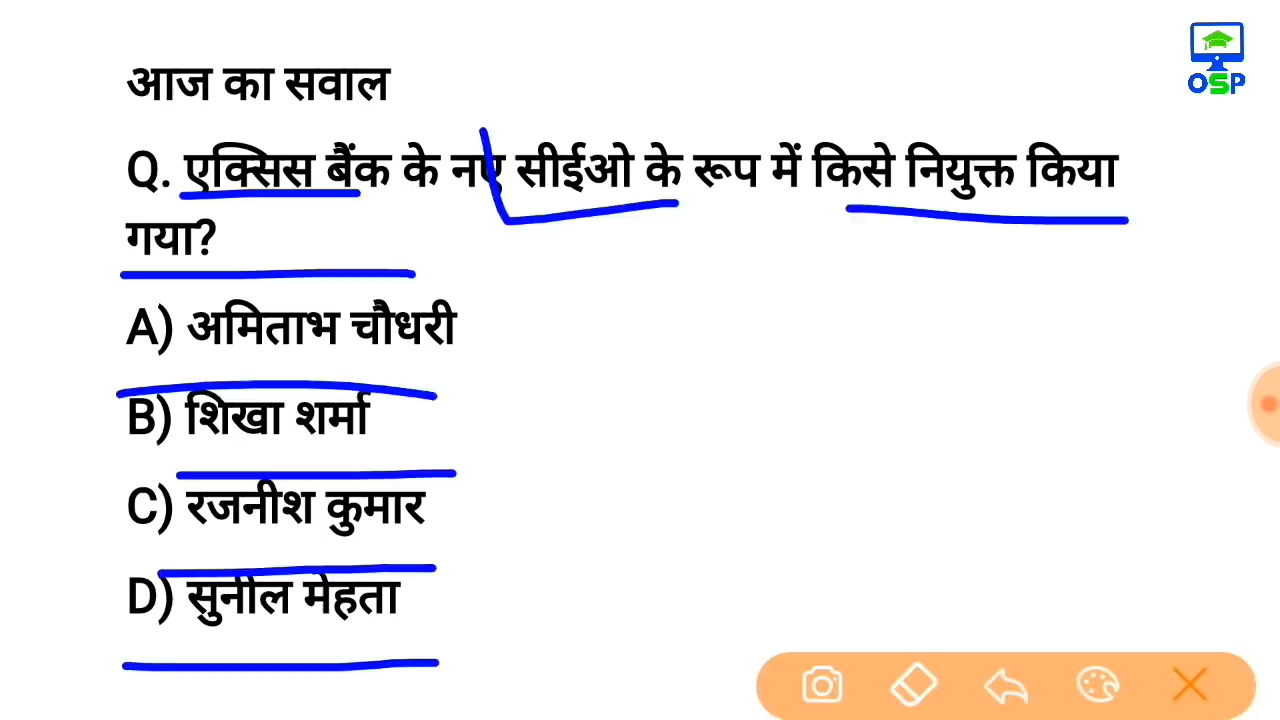 OSP
आज का सवाल
Q. एक्सिस बैंक के नए सीईओ के रूप में किसे नियुक्त किया
गया?
A) अमिताभ चौधरी
B) शिखा शर्मा
C) रजनीश कुमार
D) सुनील मेहता